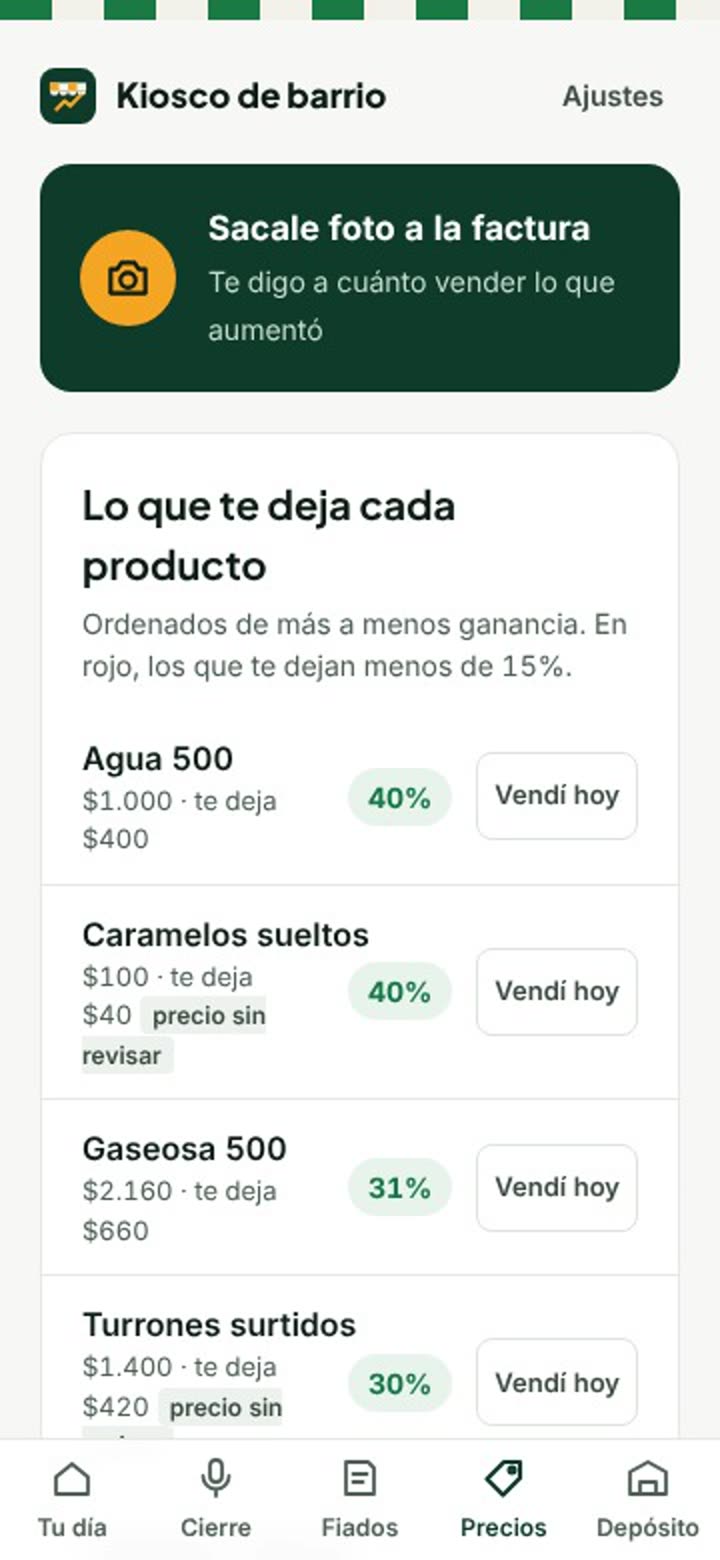 Kiosco de barrio
Ajustes
Sacale foto a la factura
Te digo a cuánto vender lo que
aumentó
Lo que te deja cada
producto
Ordenados de más a menos ganancia. En
rojo, los que te dejan menos de 15%.
Agua 500
$1.000 · te deja
$400
40%
Vendí hoy
Caramelos sueltos
$100 · te deja
$40 precio sin
revisar
40%
Vendí hoy
Gaseosa 500
$2.160 · te deja
$660
31%
Vendí hoy
Turrones surtidos
$1.400 · te deja
$420 precio sin
30%
Vendí hoy
Tu día
Cierre
Fiados
Precios
Depósito